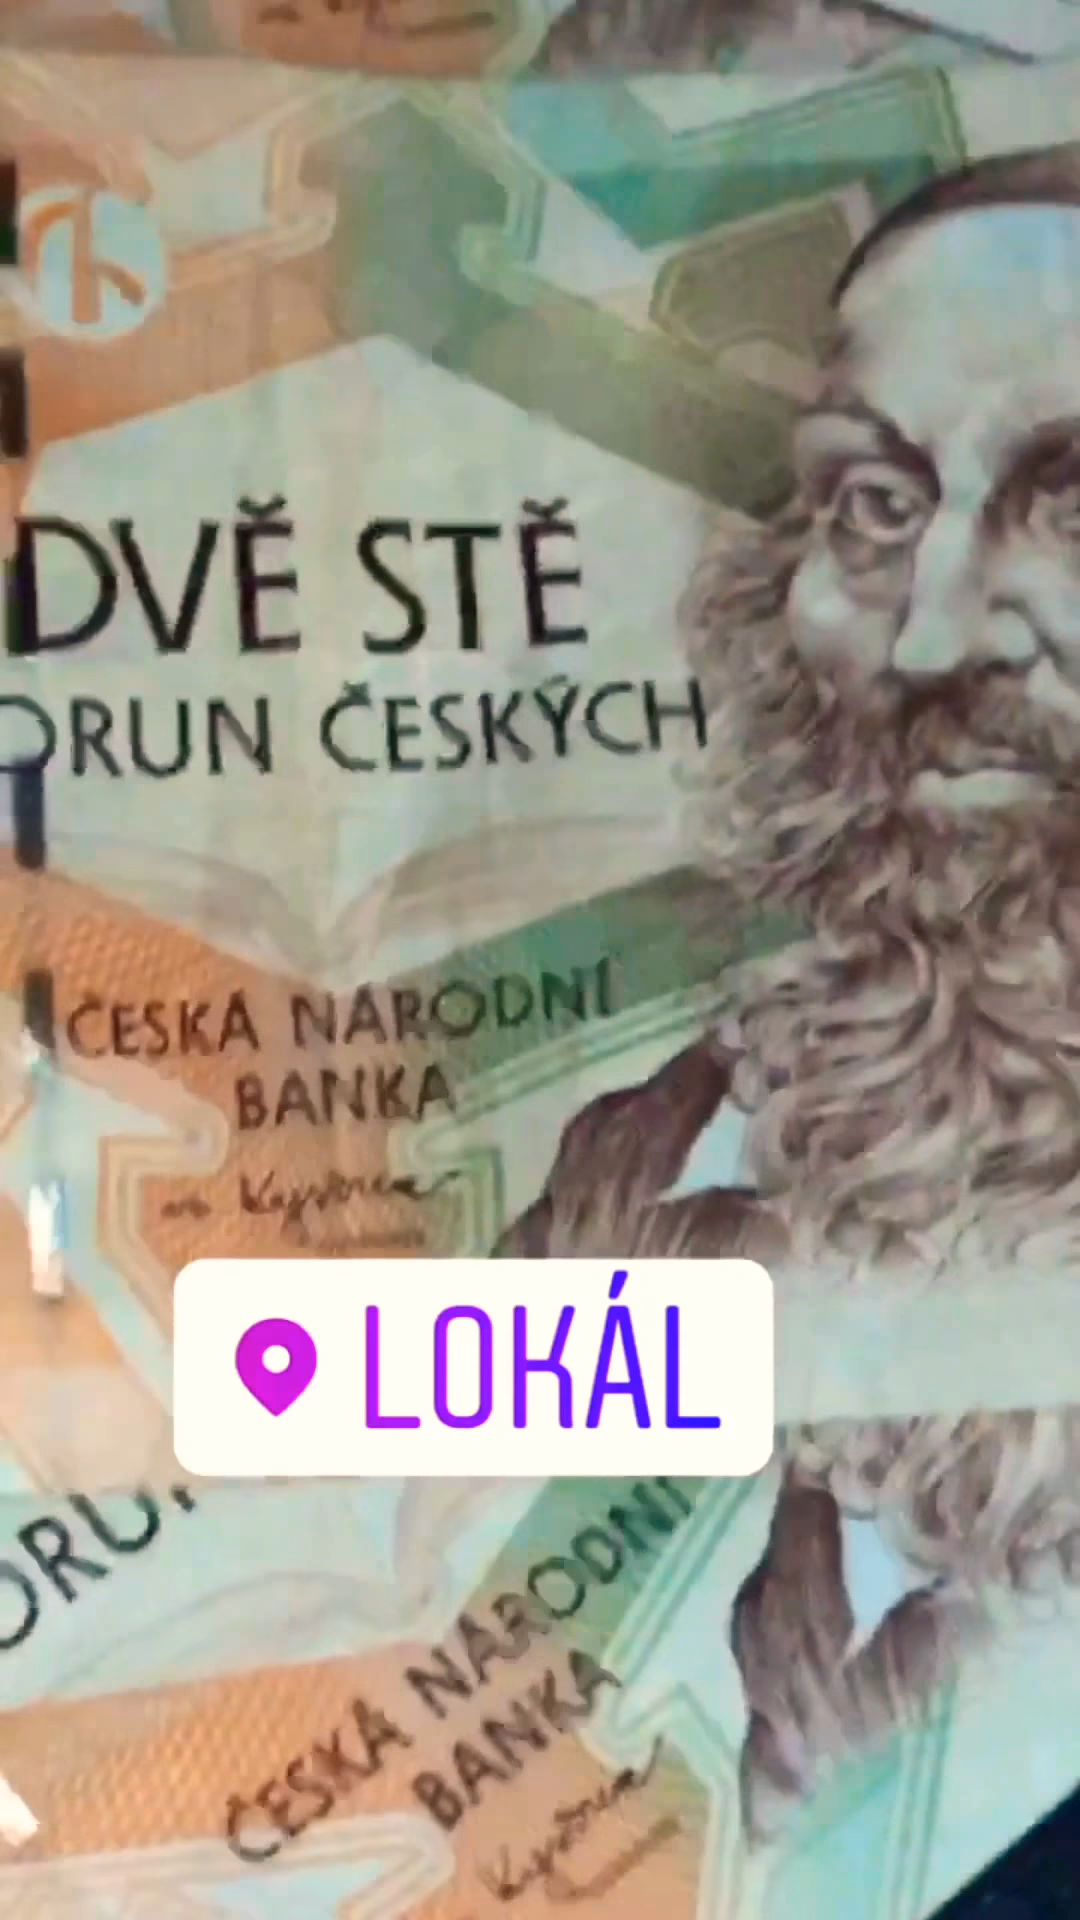 DVĚ STĚ
ORUN ČESKÝCH
ČESKÁ NÁRODNÍ
BANKA
LOKÁL
ORU
ČESKÁ NÁRODNÍ
BANKA